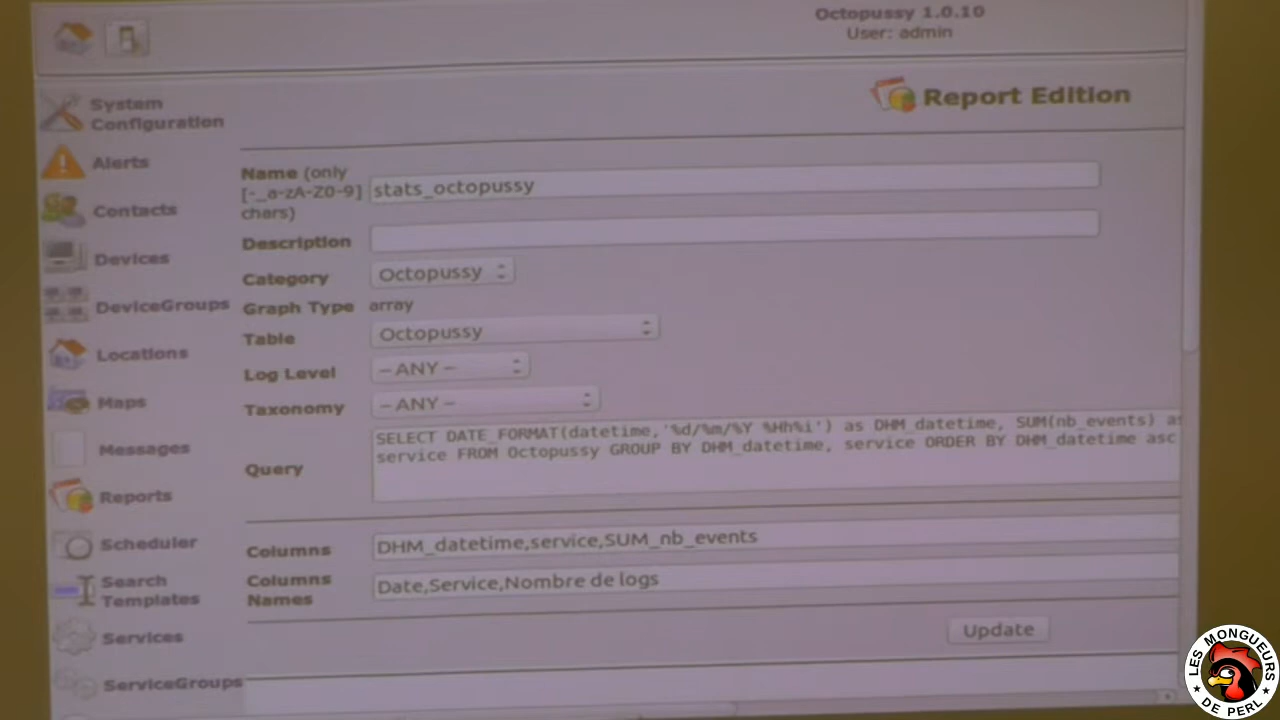 Octopussy 1.0.10
User: admin
Report Edition
System
Configuration
Alerts
Contacts
Devices
DeviceGroups
Locations
Maps
Messages
Reports
Scheduler
Search
Templates
Services
ServiceGroups
Name (only
[-_a-zA-Z0-9]
chars)
stats_octopussy
Description
Category
Octopussy
Graph Type
array
Table
Octopussy
Log Level
-- ANY --
Taxonomy
-- ANY --
Query
SELECT DATE_FORMAT(datetime,'%d/%m/%Y %Hh%i') as DHM_datetime, SUM(nb_events) as
service FROM Octopussy GROUP BY DHM_datetime, service ORDER BY DHM_datetime asc
Columns
DHM_datetime,service,SUM_nb_events
Columns
Names
Date,Service,Nombre de logs
Update
LES MONGUEURS
DE PERL